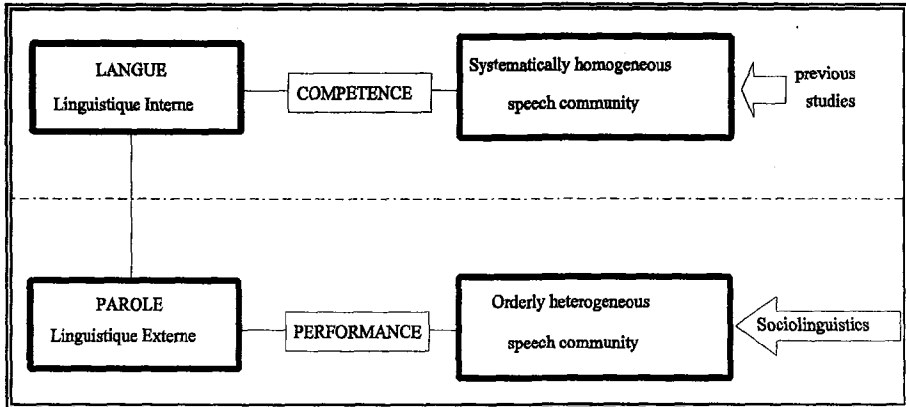 LANGUE
Linguistique Interne
COMPETENCE
Systematically homogeneous
speech community
previous
studies
PAROLE
Linguistique Externe
PERFORMANCE
Orderly heterogeneous
speech community
Sociolinguistics